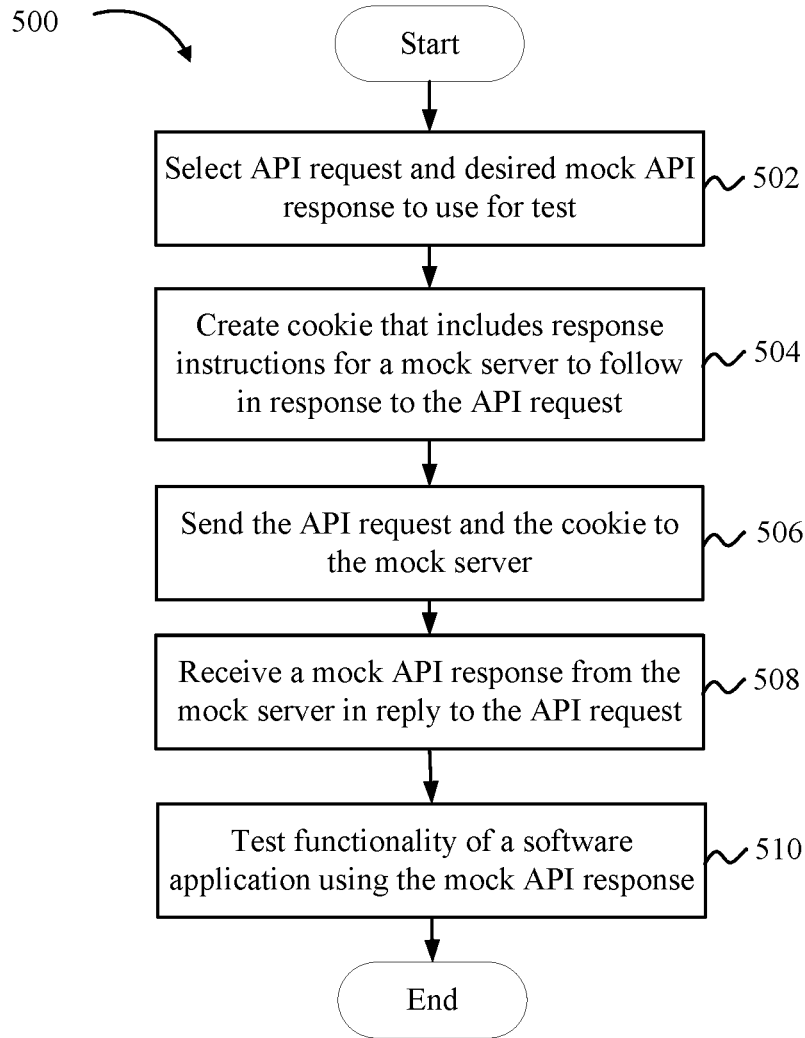 500
Start
Select API request and desired mock API
response to use for test
502
Create cookie that includes response
instructions for a mock server to follow
in response to the API request
504
Send the API request and the cookie to
the mock server
506
Receive a mock API response from the
mock server in reply to the API request
508
Test functionality of a software
application using the mock API response
510
End